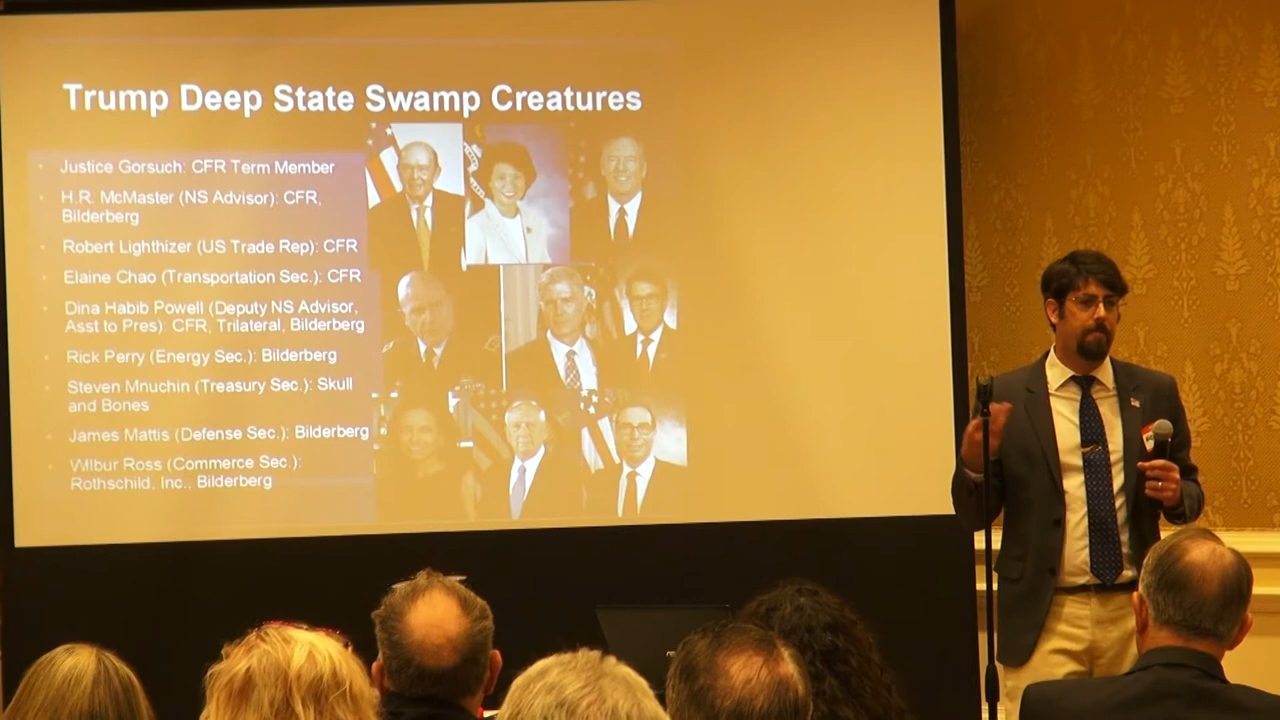 Trump Deep State Swamp Creatures
Justice Gorsuch: CFR Term Member
H.R. McMaster (NS Advisor): CFR,
Bilderberg
Robert Lighthizer (US Trade Rep): CFR
Elaine Chao (Transportation Sec.): CFR
Dina Habib Powell (Deputy NS Advisor,
Asst to Pres): CFR, Trilateral, Bilderberg
Rick Perry (Energy Sec.): Bilderberg
Steven Mnuchin (Treasury Sec.): Skull
and Bones
James Mattis (Defense Sec.): Bilderberg
Wilbur Ross (Commerce Sec.):
Rothschild, Inc., Bilderberg